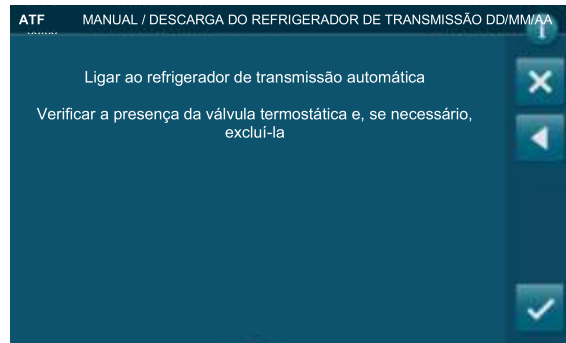 ATF MANUAL / DESCARGA DO REFRIGERADOR DE TRANSMISSÃO DD/MM/AA
Ligar ao refrigerador de transmissão automática
Verificar a presença da válvula termostática e, se necessário,
excluí-la